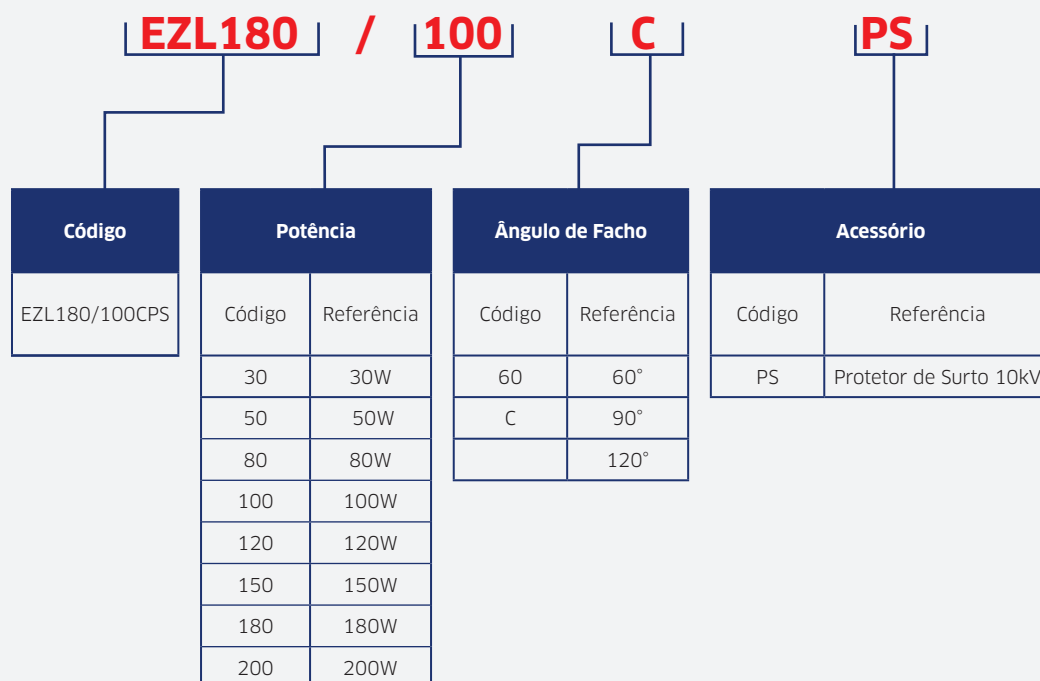 EZL180 / 100 C PS
Código Potência Ângulo de Facho Acessório
EZL180/100CPS Código Referência Código Referência Código Referência
30 30W 60 60° PS Protetor de Surto 10kV
50 50W C 90°
80 80W 120°
100 100W
120 120W
150 150W
180 180W
200 200W